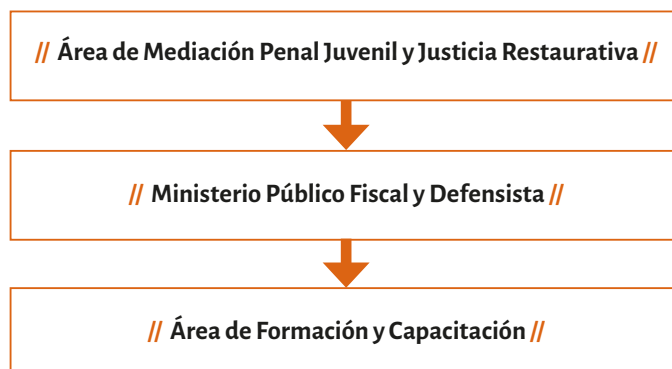 // Área de Mediación Penal Juvenil y Justicia Restaurativa //
// Ministerio Público Fiscal y Defensista //
// Área de Formación y Capacitación //